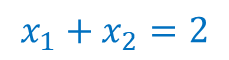 x₁ + x₂ = 2